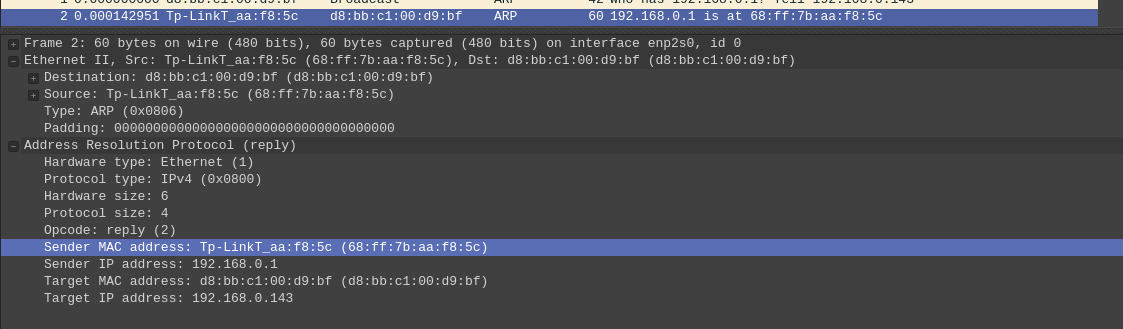 1 0.000000000 d8:bb:c1:00:d9:bf Broadcast ARP 42 Who has 192.168.0.1? Tell 192.168.0.143
2 0.000142951 Tp-LinkT_aa:f8:5c d8:bb:c1:00:d9:bf ARP 60 192.168.0.1 is at 68:ff:7b:aa:f8:5c
Frame 2: 60 bytes on wire (480 bits), 60 bytes captured (480 bits) on interface enp2s0, id 0
Ethernet II, Src: Tp-LinkT_aa:f8:5c (68:ff:7b:aa:f8:5c), Dst: d8:bb:c1:00:d9:bf (d8:bb:c1:00:d9:bf)
Destination: d8:bb:c1:00:d9:bf (d8:bb:c1:00:d9:bf)
Source: Tp-LinkT_aa:f8:5c (68:ff:7b:aa:f8:5c)
Type: ARP (0x0806)
Padding: 000000000000000000000000000000000000
Address Resolution Protocol (reply)
Hardware type: Ethernet (1)
Protocol type: IPv4 (0x0800)
Hardware size: 6
Protocol size: 4
Opcode: reply (2)
Sender MAC address: Tp-LinkT_aa:f8:5c (68:ff:7b:aa:f8:5c)
Sender IP address: 192.168.0.1
Target MAC address: d8:bb:c1:00:d9:bf (d8:bb:c1:00:d9:bf)
Target IP address: 192.168.0.143